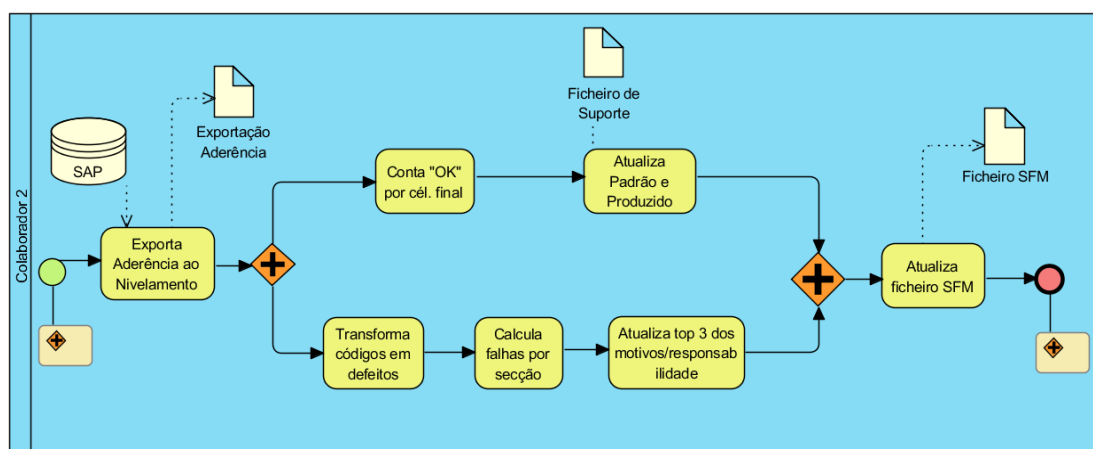 Colaborador 2
SAP
Exportação
Aderência
Exporta
Aderência ao
Nivelamento
Conta "OK"
por cél. final
Ficheiro de
Suporte
Atualiza
Padrão e
Produzido
Transforma
códigos em
defeitos
Calcula
falhas por
secção
Atualiza top 3 dos
motivos/responsab
ilidade
Atualiza
ficheiro SFM
Ficheiro SFM